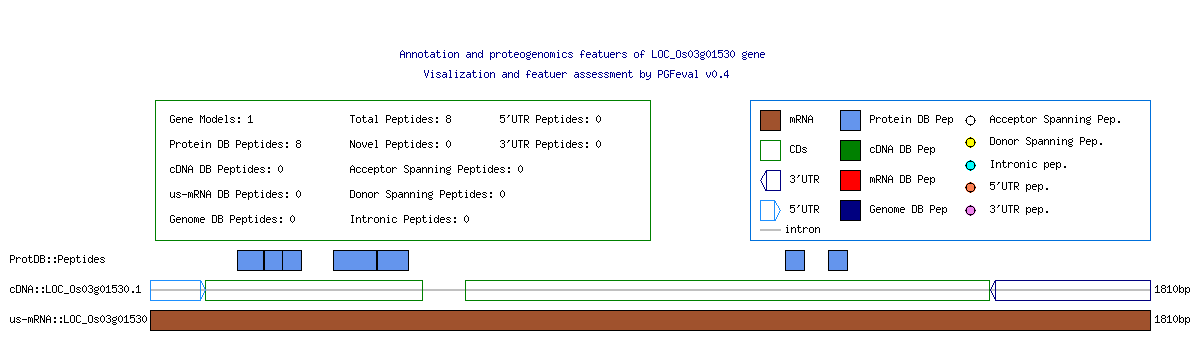 Annotation and proteogenomics featuers of LOC_Os03g01530 gene
Visalization and featuer assessment by PGFeval v0.4
Gene Models: 1 Total Peptides: 8 5'UTR Peptides: 0
Protein DB Peptides: 8 Novel Peptides: 0 3'UTR Peptides: 0
cDNA DB Peptides: 0 Acceptor Spanning Peptides: 0
us-mRNA DB Peptides: 0 Donor Spanning Peptides: 0
Genome DB Peptides: 0 Intronic Peptides: 0
mRNA Protein DB Pep Acceptor Spanning Pep.
CDs cDNA DB Pep Donor Spanning Pep.
3'UTR mRNA DB Pep Intronic pep.
5'UTR Genome DB Pep 5'UTR pep.
intron 3'UTR pep.
ProtDB::Peptides
cDNA::LOC_Os03g01530.1 1810bp
us-mRNA::LOC_Os03g01530 1810bp